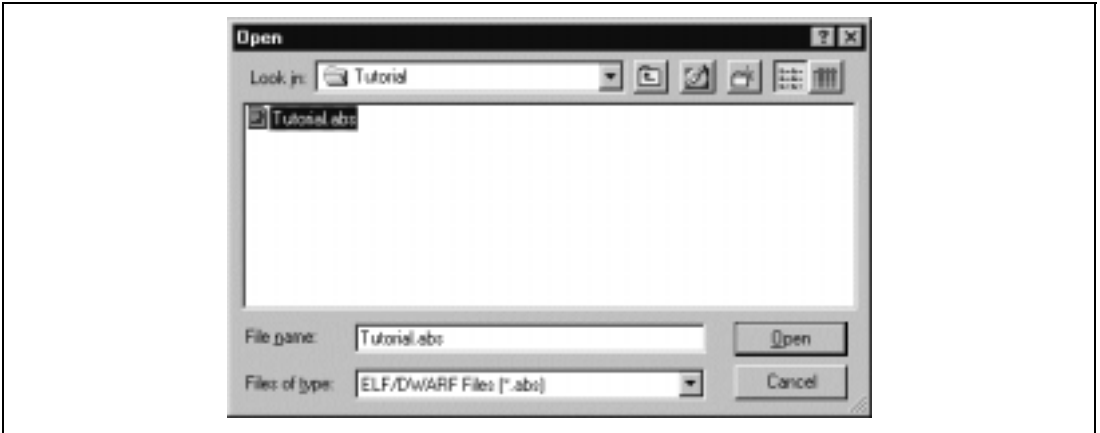 Open
Look in: Tutorial
Tutorial.abs
File name: Tutorial.abs Open
Files of type: ELF/DWARF Files (*.abs) Cancel